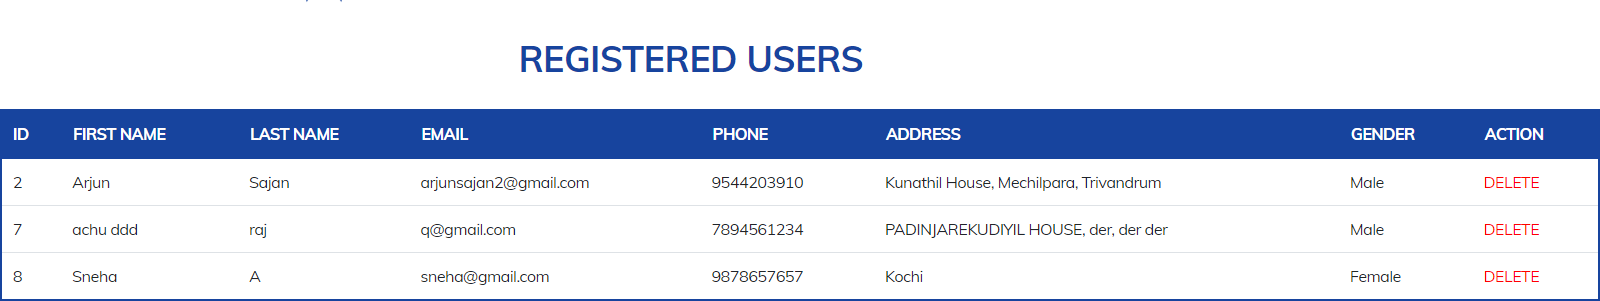 REGISTERED USERS
ID FIRST NAME LAST NAME EMAIL PHONE ADDRESS GENDER ACTION
2 Arjun Sajan arjunsajan2@gmail.com 9544203910 Kunathil House, Mechilpara, Trivandrum Male DELETE
7 achu ddd raj q@gmail.com 7894561234 PADINJAREKUDIYIL HOUSE, der, der der Male DELETE
8 Sneha A sneha@gmail.com 9878657657 Kochi Female DELETE